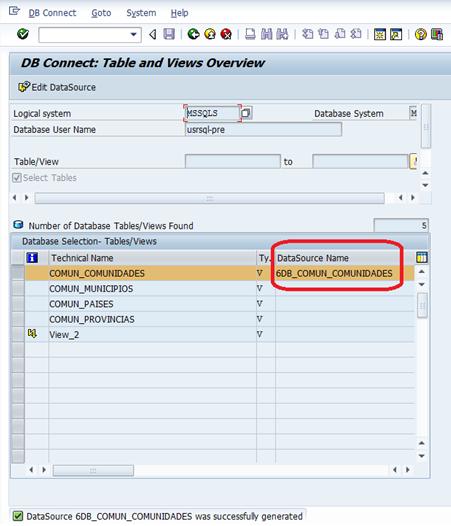 DB Connect Goto System Help
DB Connect: Table and Views Overview
Edit DataSource
Logical system MSSQLS Database System M
Database User Name usrsql-pre
Table/View to
Select Tables
Number of Database Tables/Views Found 5
Database Selection- Tables/Views
Technical Name Ty. DataSource Name
COMUN_COMUNIDADES V 6DB_COMUN_COMUNIDADES
COMUN_MUNICIPIOS V
COMUN_PAISES V
COMUN_PROVINCIAS V
View_2 V
DataSource 6DB_COMUN_COMUNIDADES was successfully generated